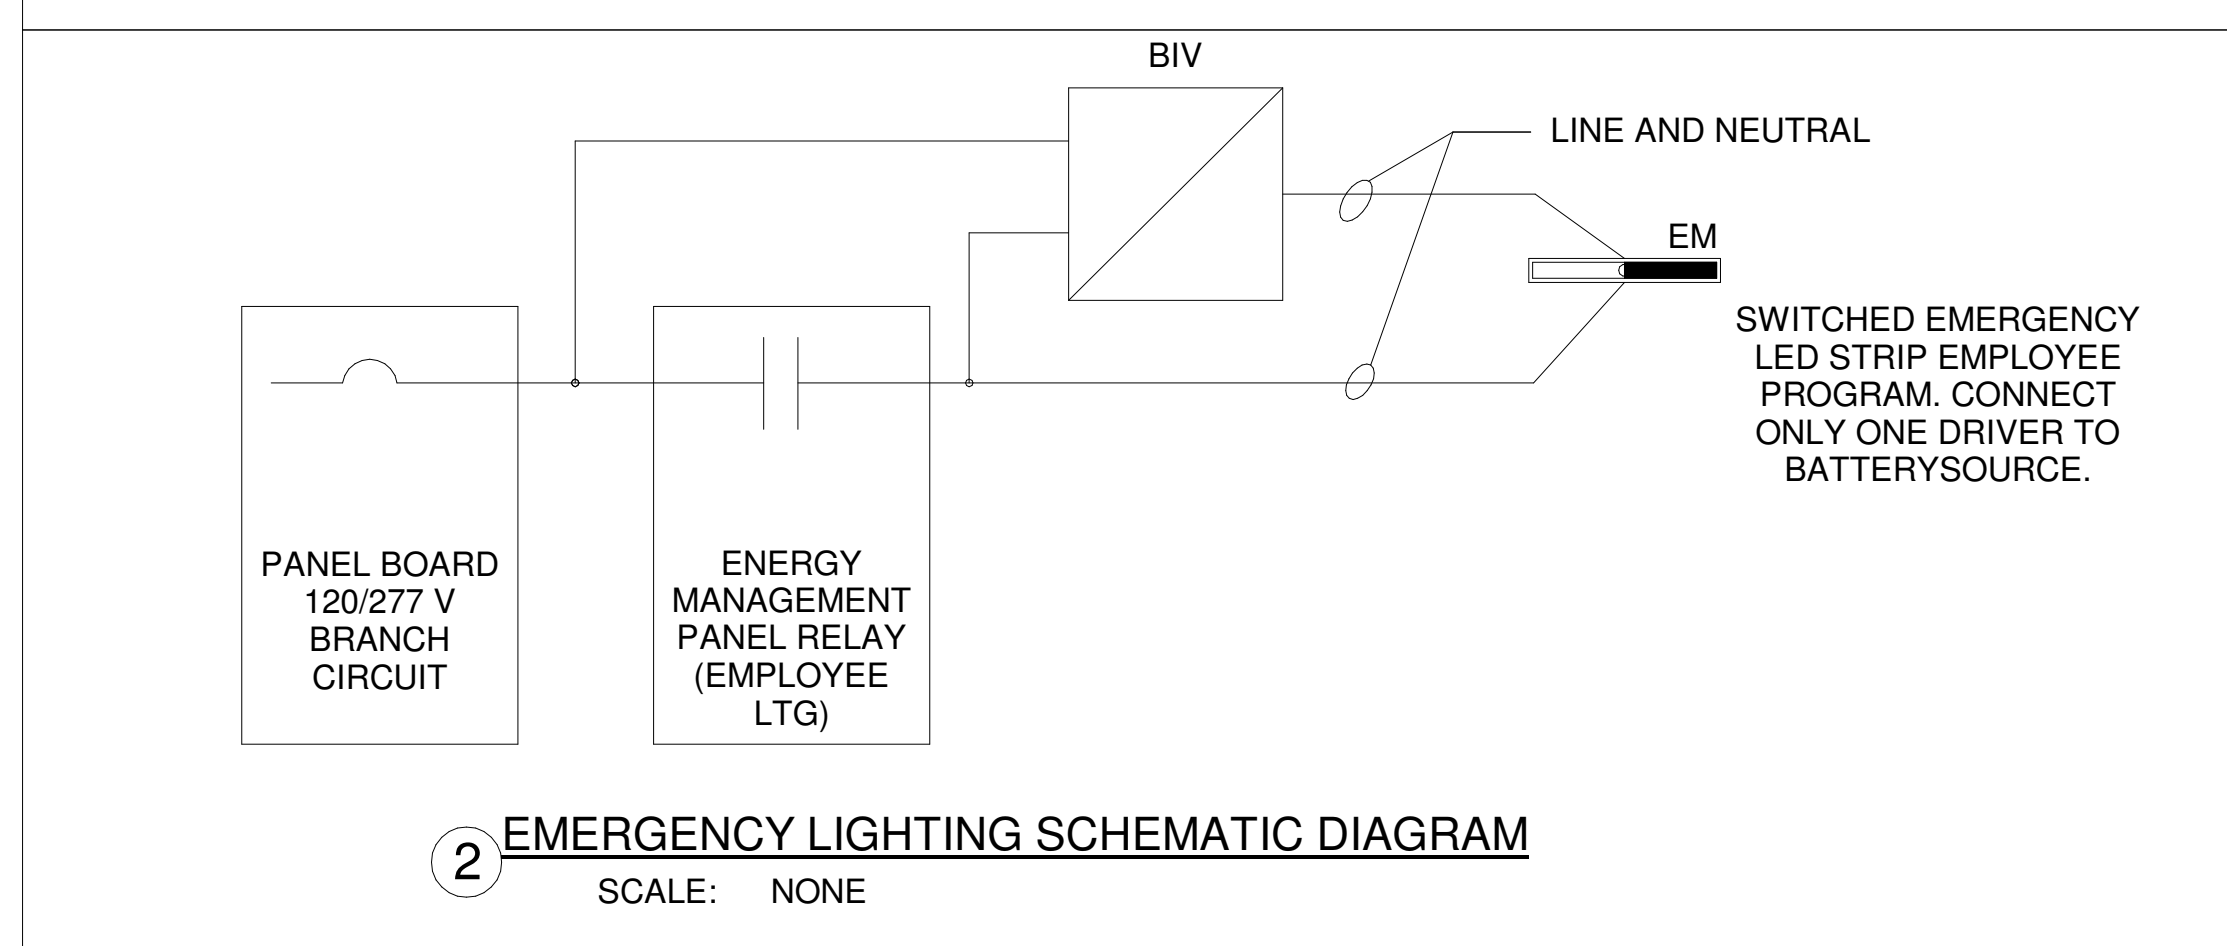 BIV
LINE AND NEUTRAL
EM
SWITCHED EMERGENCY
LED STRIP EMPLOYEE
PROGRAM. CONNECT
ONLY ONE DRIVER TO
BATTERYSOURCE.
PANEL BOARD
120/277 V
BRANCH
CIRCUIT
ENERGY
MANAGEMENT
PANEL RELAY
(EMPLOYEE
LTG)
2 EMERGENCY LIGHTING SCHEMATIC DIAGRAM
SCALE: NONE